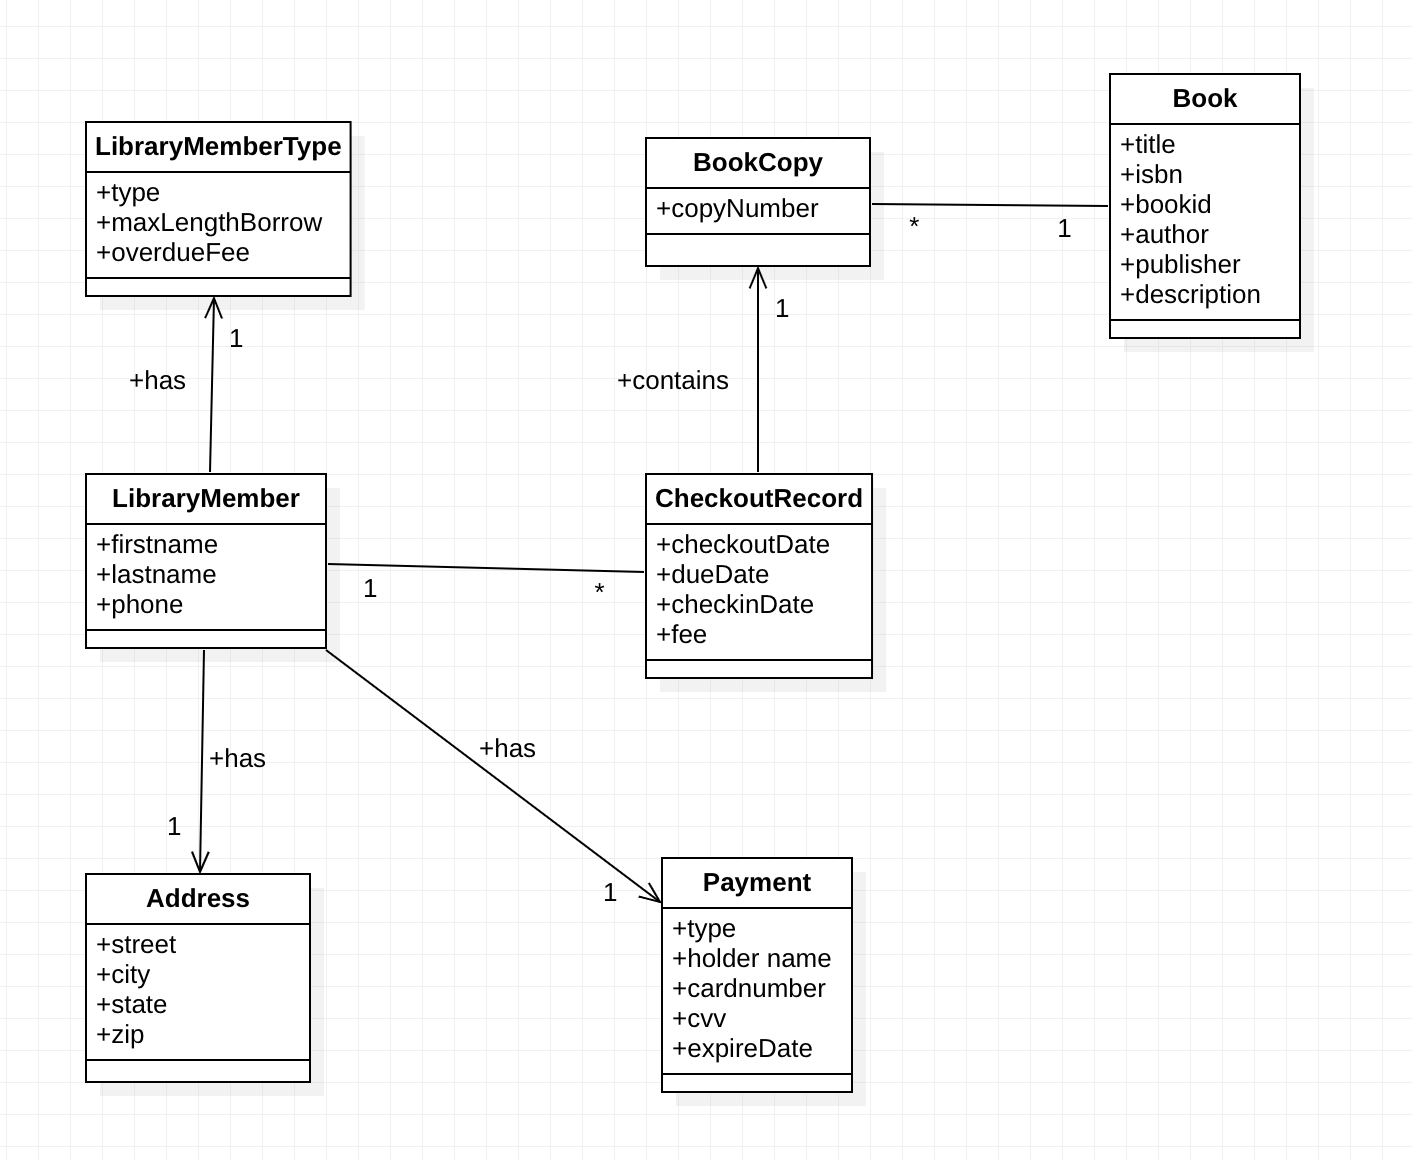 LibraryMemberType
+type
+maxLengthBorrow
+overdueFee
BookCopy
+copyNumber
Book
+title
+isbn
+bookid
+author
+publisher
+description
*
1
1
+has
1
+contains
LibraryMember
+firstname
+lastname
+phone
1
*
CheckoutRecord
+checkoutDate
+dueDate
+checkinDate
+fee
+has
1
+has
1
Address
+street
+city
+state
+zip
Payment
+type
+holder name
+cardnumber
+cvv
+expireDate